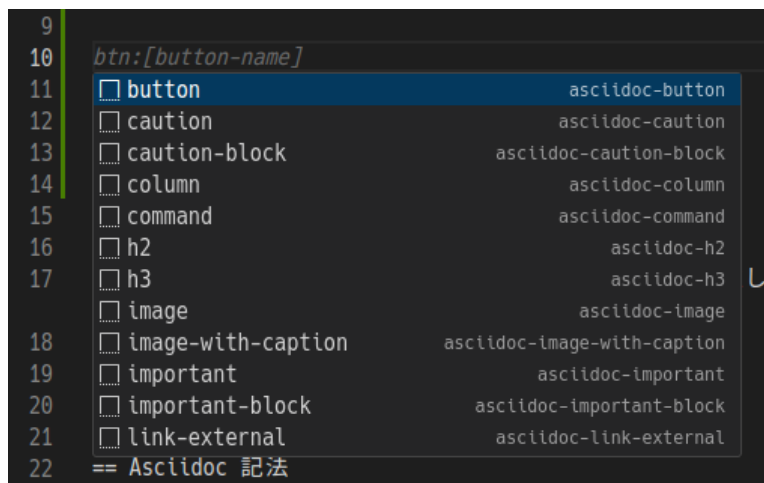 9
10 btn:[button-name]
11 button asciidoc-button
12 caution asciidoc-caution
13 caution-block asciidoc-caution-block
14 column asciidoc-column
15 command asciidoc-command
16 h2 asciidoc-h2
17 h3 asciidoc-h3 し
image asciidoc-image
18 image-with-caption asciidoc-image-with-caption
19 important asciidoc-important
20 important-block asciidoc-important-block
21 link-external asciidoc-link-external
22 == Asciidoc 記法